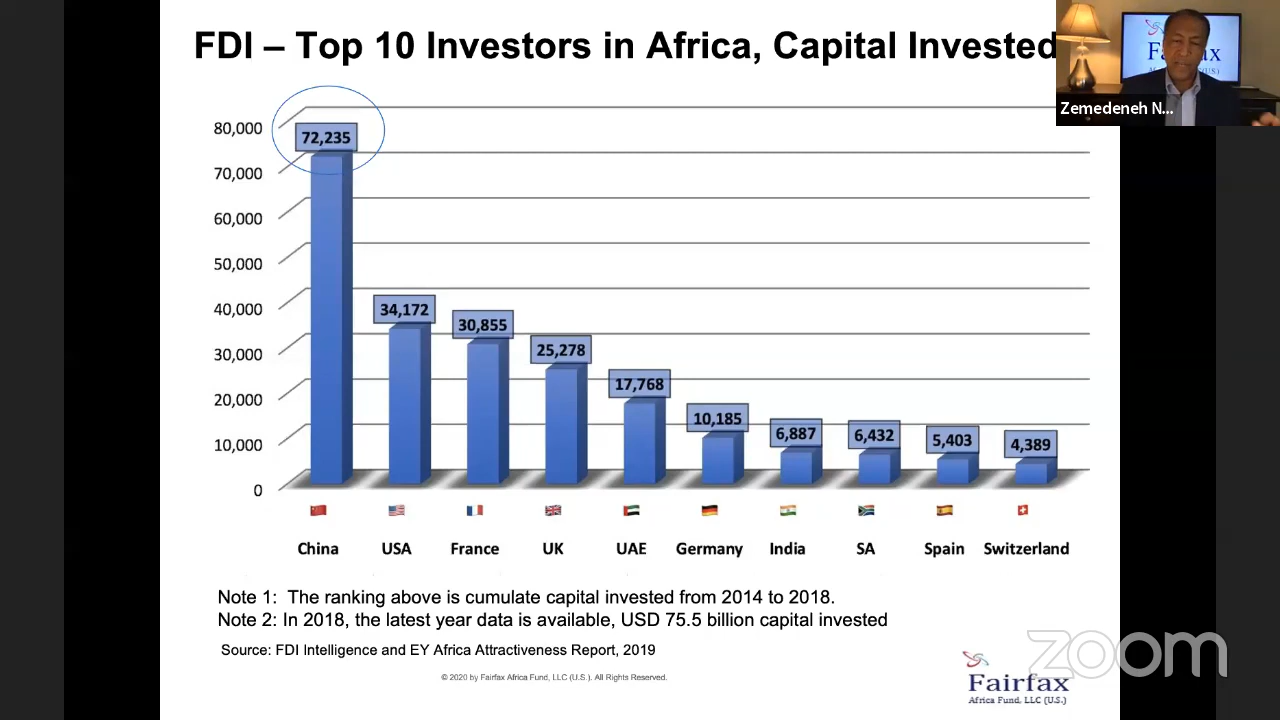 FDI – Top 10 Investors in Africa, Capital Invested
Fairfax
Zemedeneh N...
80,000
70,000
60,000
50,000
40,000
30,000
20,000
10,000
0
72,235
34,172
30,855
25,278
17,768
10,185
6,887
6,432
5,403
4,389
China
USA
France
UK
UAE
Germany
India
SA
Spain
Switzerland
Note 1: The ranking above is cumulate capital invested from 2014 to 2018.
Note 2: In 2018, the latest year data is available, USD 75.5 billion capital invested
Source: FDI Intelligence and EY Africa Attractiveness Report, 2019
© 2020 by Fairfax Africa Fund, LLC (U.S.). All Rights Reserved.
zoom
Fairfax
Africa Fund, LLC (U.S.)